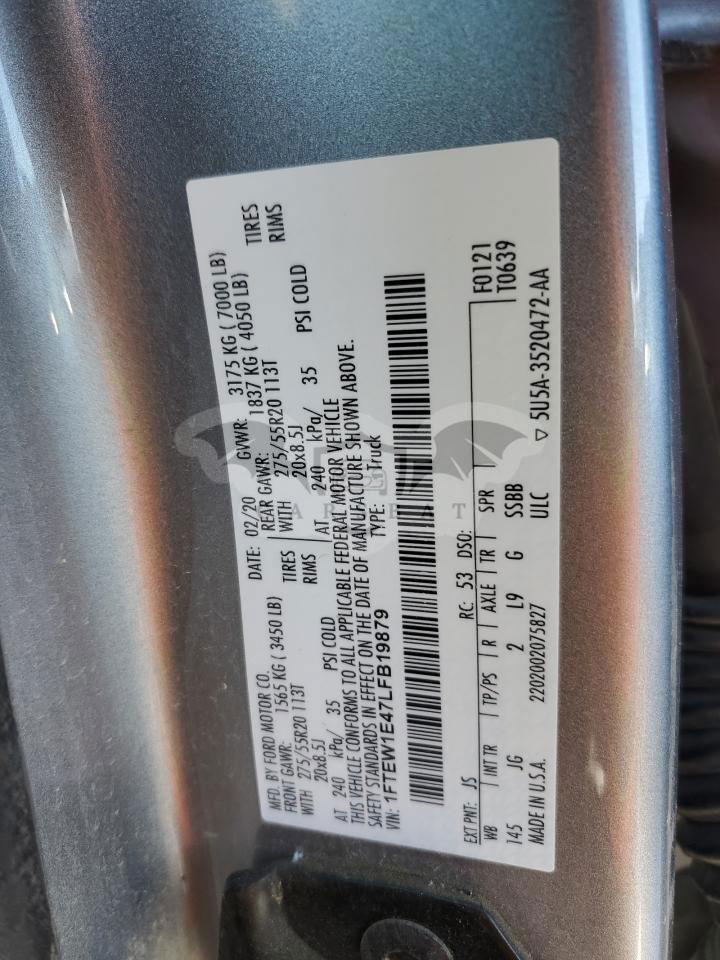 MFD. BY FORD MOTOR CO. DATE: 02/20 GVWR: 3175 KG ( 7000 LB)
FRONT GAWR: 1565 KG ( 3450 LB) REAR GAWR: 1837 KG ( 4050 LB)
WITH 275/55R20 113T TIRES WITH 275/55R20 113T TIRES
20x8.5J RIMS 20x8.5J RIMS
AT 240 kPa/ 35 PSI COLD AT 240 kPa/ 35 PSI COLD
THIS VEHICLE CONFORMS TO ALL APPLICABLE FEDERAL MOTOR VEHICLE
SAFETY STANDARDS IN EFFECT ON THE DATE OF MANUFACTURE SHOWN ABOVE.
VIN: 1FTEW1E47LFB19879 TYPE: Truck
EXT PNT: JS RC: 53 DSO: F0121
WB INT TR TP/PS R AXLE TR SPR T0639
145 JG 2 L9 G SSBB
MADE IN U.S.A. 2202002075827 ULC ▽ 5U5A-3520472-AA